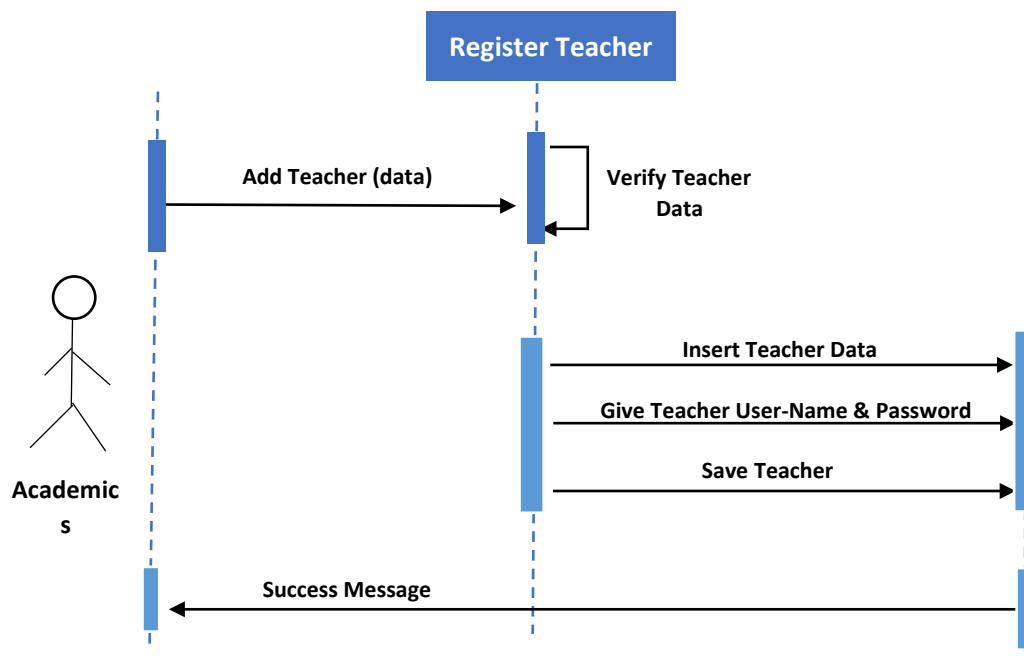 Register Teacher
Add Teacher (data)
Verify Teacher
Data
Insert Teacher Data
Give Teacher User-Name & Password
Save Teacher
Academic
s
Success Message